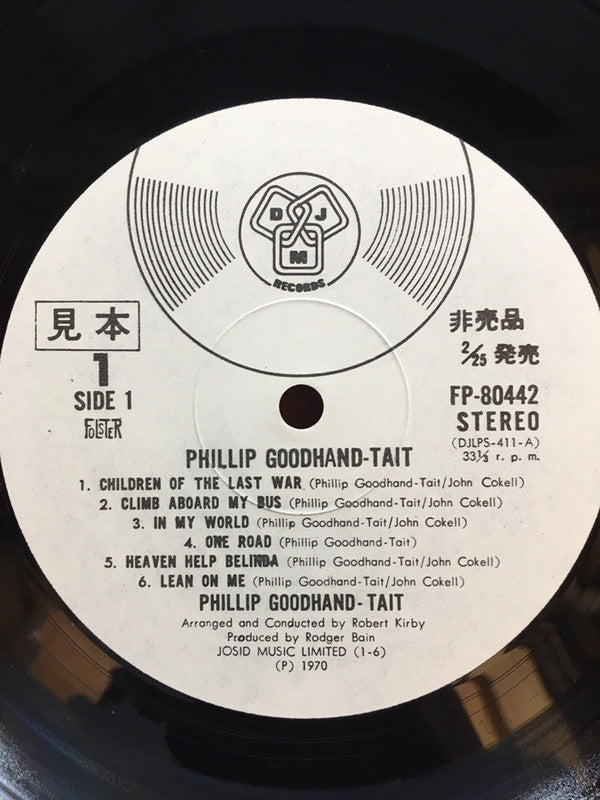 D J
M
RECORDS
見本
1
SIDE 1
FOLSTER
非売品
2/25 発売
FP-80442
STEREO
(DJLPS-411-A)
33⅓ r. p. m.
PHILLIP GOODHAND-TAIT
1. CHILDREN OF THE LAST WAR (Phillip Goodhand-Tait/John Cokell)
2. CLIMB ABOARD MY BUS (Phillip Goodhand-Tait/John Cokell)
3. IN MY WORLD (Phillip Goodhand-Tait/John Cokell)
4. ONE ROAD (Phillip Goodhand-Tait)
5. HEAVEN HELP BELINDA (Phillip Goodhand-Tait/John Cokell)
6. LEAN ON ME (Phillip Goodhand-Tait/John Cokell)
PHILLIP GOODHAND-TAIT
Arranged and Conducted by Robert Kirby
Produced by Rodger Bain
JOSID MUSIC LIMITED (1-6)
(P) 1970